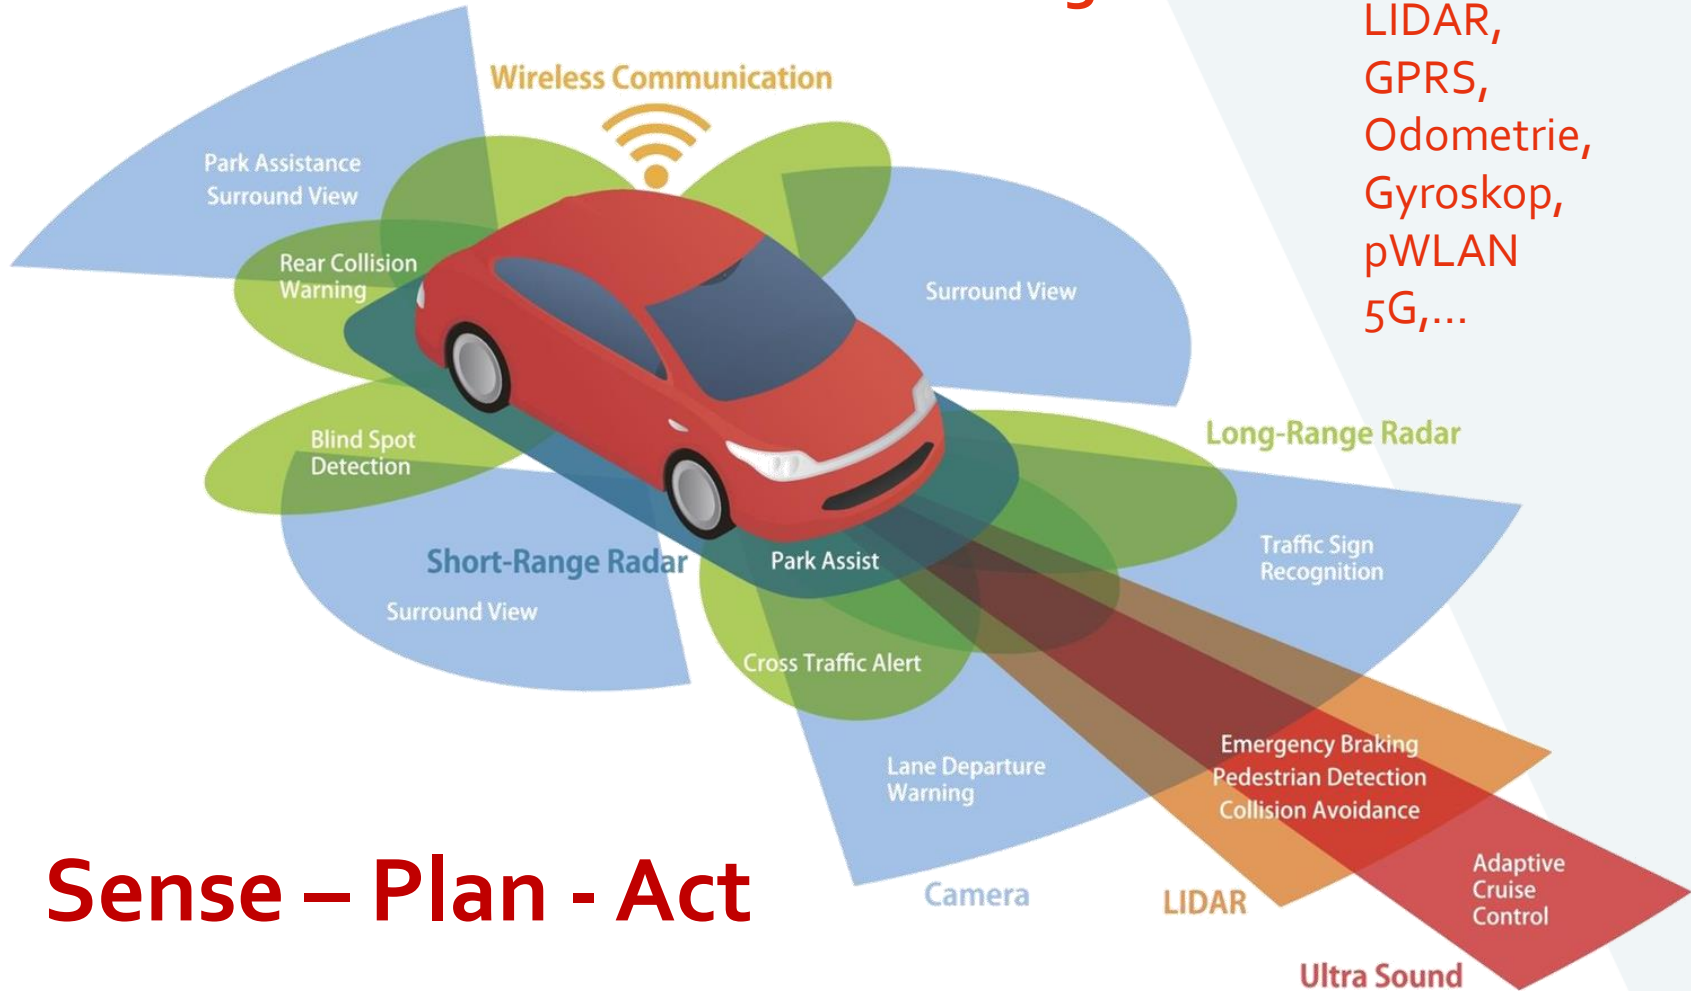 LIDAR,
GPRS,
Odometrie,
Gyroskop,
pWLAN
5G,...
Wireless Communication
Park Assistance
Surround View
Rear Collision
Warning
Surround View
Blind Spot
Detection
Long-Range Radar
Short-Range Radar
Park Assist
Traffic Sign
Recognition
Surround View
Cross Traffic Alert
Lane Departure
Warning
Emergency Braking
Pedestrian Detection
Collision Avoidance
Adaptive
Cruise
Control
Camera
LIDAR
Ultra Sound
Sense – Plan - Act